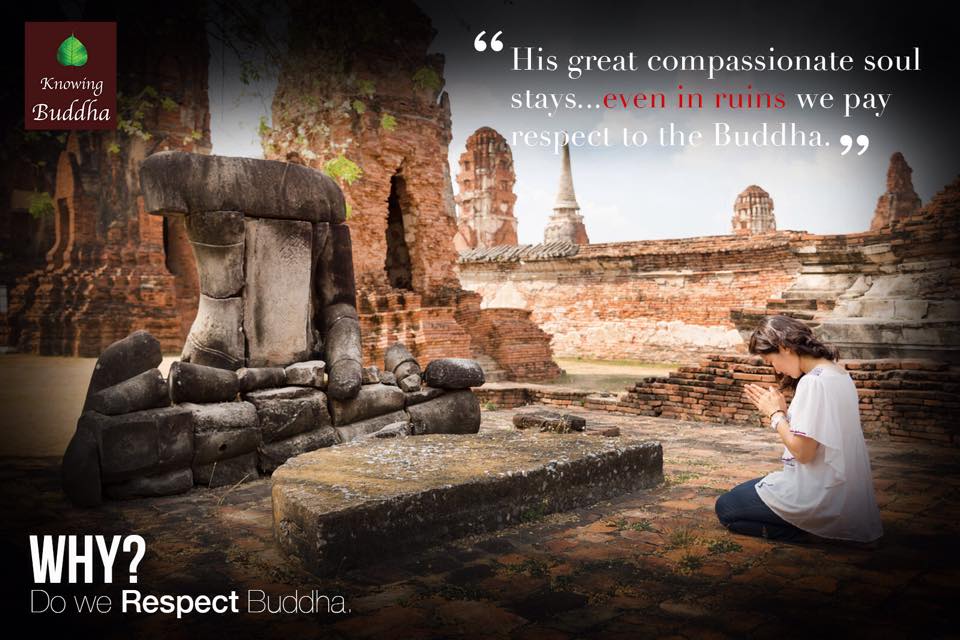 Knowing
Buddha
“His great compassionate soul
stays...even in ruins we pay
respect to the Buddha.”
WHY?
Do we Respect Buddha.